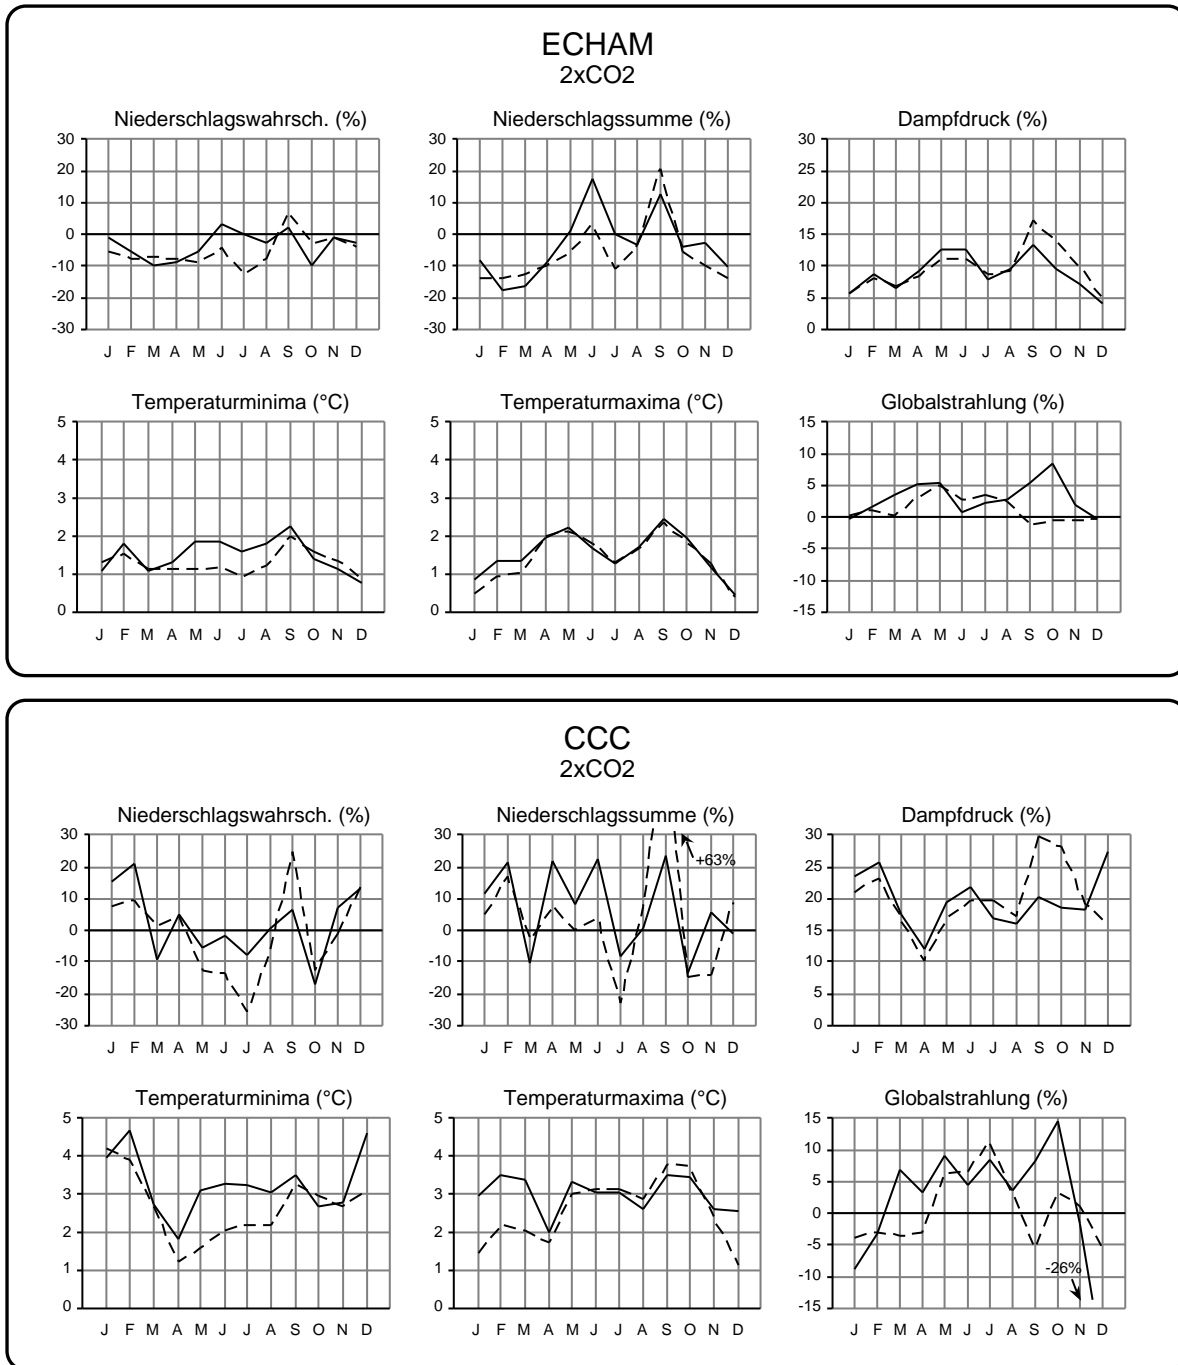 ECHAM
2xCO2
Niederschlagswahrsch. (%)
30
20
10
0
-10
-20
-30
J F M A M J J A S O N D
Niederschlagssumme (%)
30
20
10
0
-10
-20
-30
J F M A M J J A S O N D
Dampfdruck (%)
30
25
20
15
10
5
0
J F M A M J J A S O N D
Temperaturminima (°C)
5
4
3
2
1
0
J F M A M J J A S O N D
Temperaturmaxima (°C)
5
4
3
2
1
0
J F M A M J J A S O N D
Globalstrahlung (%)
15
10
5
0
-5
-10
-15
J F M A M J J A S O N D
CCC
2xCO2
Niederschlagswahrsch. (%)
30
20
10
0
-10
-20
-30
J F M A M J J A S O N D
Niederschlagssumme (%)
30
20
10
0
-10
-20
-30
+63%
J F M A M J J A S O N D
Dampfdruck (%)
30
25
20
15
10
5
0
J F M A M J J A S O N D
Temperaturminima (°C)
5
4
3
2
1
0
J F M A M J J A S O N D
Temperaturmaxima (°C)
5
4
3
2
1
0
J F M A M J J A S O N D
Globalstrahlung (%)
15
10
5
0
-5
-10
-15
-26%
J F M A M J J A S O N D